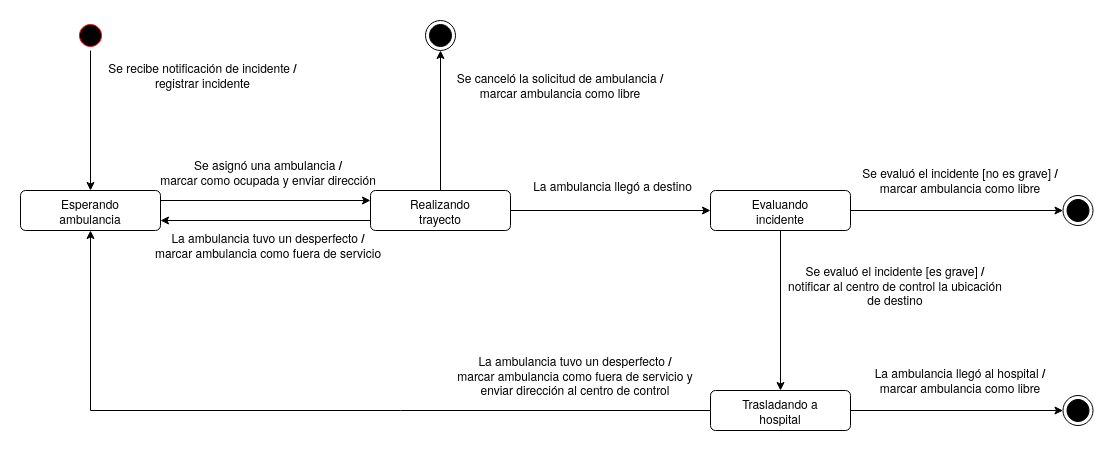 Se recibe notificación de incidente /
registrar incidente
Se canceló la solicitud de ambulancia /
marcar ambulancia como libre
Se asignó una ambulancia /
marcar como ocupada y enviar dirección
La ambulancia llegó a destino
Se evaluó el incidente [no es grave] /
marcar ambulancia como libre
Esperando
ambulancia
Realizando
trayecto
Evaluando
incidente
La ambulancia tuvo un desperfecto /
marcar ambulancia como fuera de servicio
Se evaluó el incidente [es grave] /
notificar al centro de control la ubicación
de destino
La ambulancia tuvo un desperfecto /
marcar ambulancia como fuera de servicio y
enviar dirección al centro de control
La ambulancia llegó al hospital /
marcar ambulancia como libre
Trasladando a
hospital